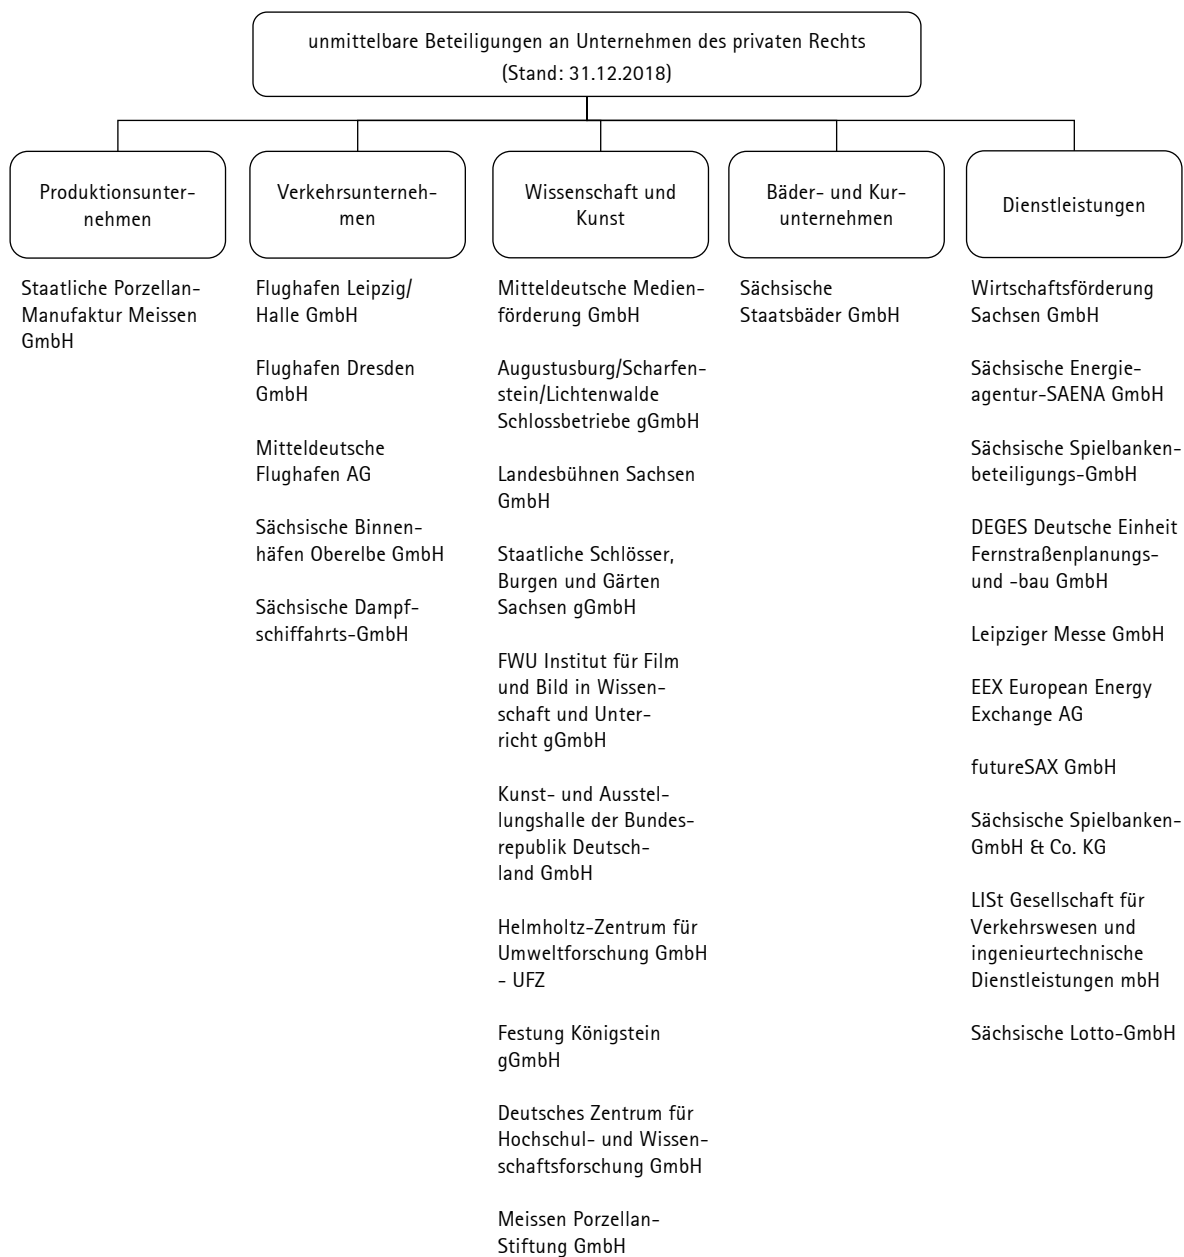 unmittelbare Beteiligungen an Unternehmen des privaten Rechts
(Stand: 31.12.2018)
Produktionsunter-
nehmen
Staatliche Porzellan-
Manufaktur Meissen
GmbH
Verkehrsunterneh-
men
Flughafen Leipzig/
Halle GmbH
Flughafen Dresden
GmbH
Mitteldeutsche
Flughafen AG
Sächsische Binnen-
häfen Oberelbe GmbH
Sächsische Dampf-
schiffahrts-GmbH
Wissenschaft und
Kunst
Mitteldeutsche Medien-
förderung GmbH
Augustusburg/Scharfen-
stein/Lichtenwalde
Schlossbetriebe gGmbH
Landesbühnen Sachsen
GmbH
Staatliche Schlösser,
Burgen und Gärten
Sachsen gGmbH
FWU Institut für Film
und Bild in Wissen-
schaft und Unter-
richt gGmbH
Kunst- und Ausstel-
lungshalle der Bundes-
republik Deutsch-
land GmbH
Helmholtz-Zentrum für
Umweltforschung GmbH
- UFZ
Festung Königstein
gGmbH
Deutsches Zentrum für
Hochschul- und Wissen-
schaftsforschung GmbH
Meissen Porzellan-
Stiftung GmbH
Bäder- und Kur-
unternehmen
Sächsische
Staatsbäder GmbH
Dienstleistungen
Wirtschaftsförderung
Sachsen GmbH
Sächsische Energie-
agentur-SAENA GmbH
Sächsische Spielbanken-
beteiligungs-GmbH
DEGES Deutsche Einheit
Fernstraßenplanungs-
und -bau GmbH
Leipziger Messe GmbH
EEX European Energy
Exchange AG
futureSAX GmbH
Sächsische Spielbanken-
GmbH & Co. KG
LISt Gesellschaft für
Verkehrswesen und
ingenieurtechnische
Dienstleistungen mbH
Sächsische Lotto-GmbH